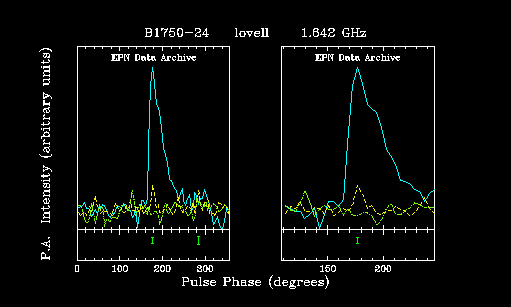 B1750-24 lovell 1.642 GHz
EPN Data Archive EPN Data Archive
P.A. Intensity (arbitrary units)
0 100 200 300 150 200
Pulse Phase (degrees)